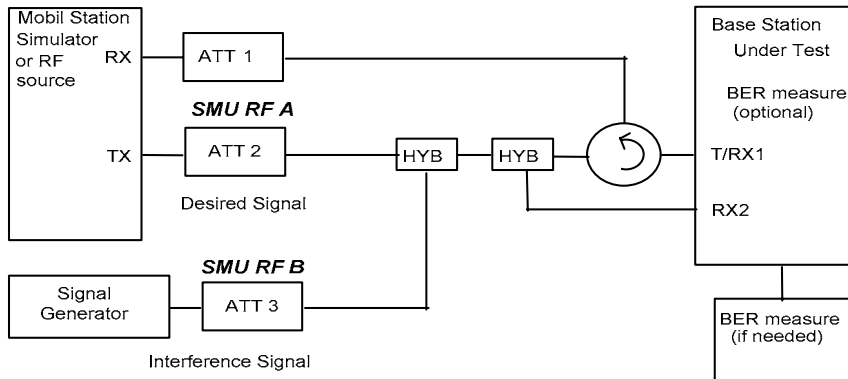 Mobil Station
Simulator
or RF
source
RX
TX
ATT 1
SMU RF A
ATT 2
Desired Signal
HYB
HYB
Base Station
Under Test
BER measure
(optional)
T/RX1
RX2
Signal
Generator
SMU RF B
ATT 3
Interference Signal
BER measure
(if needed)